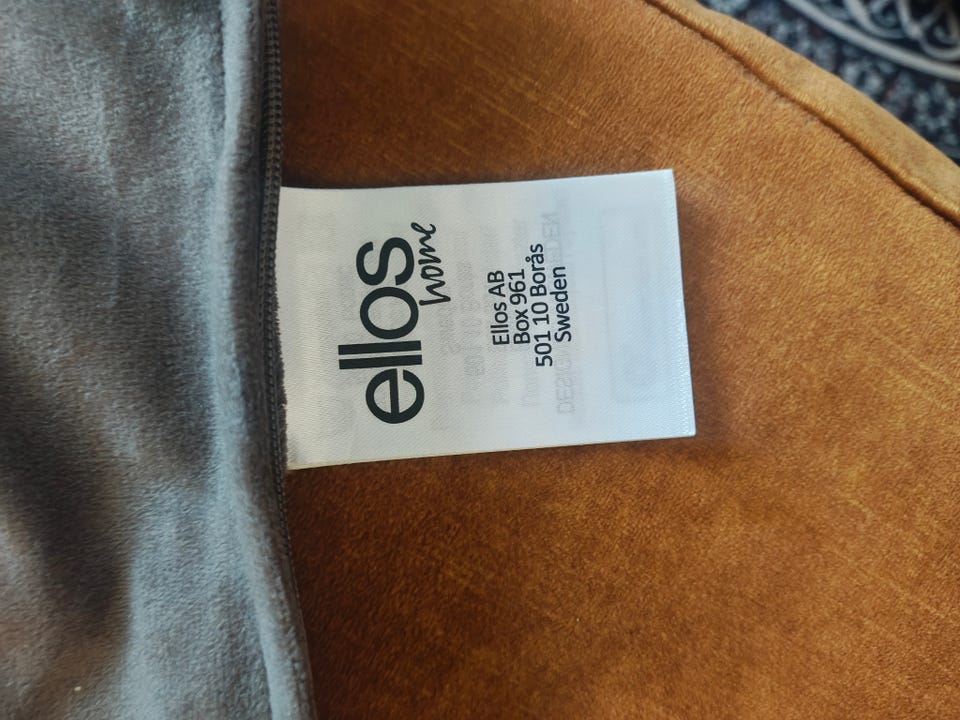 ellos
home
Ellos AB
Box 961
501 10 Borås
Sweden